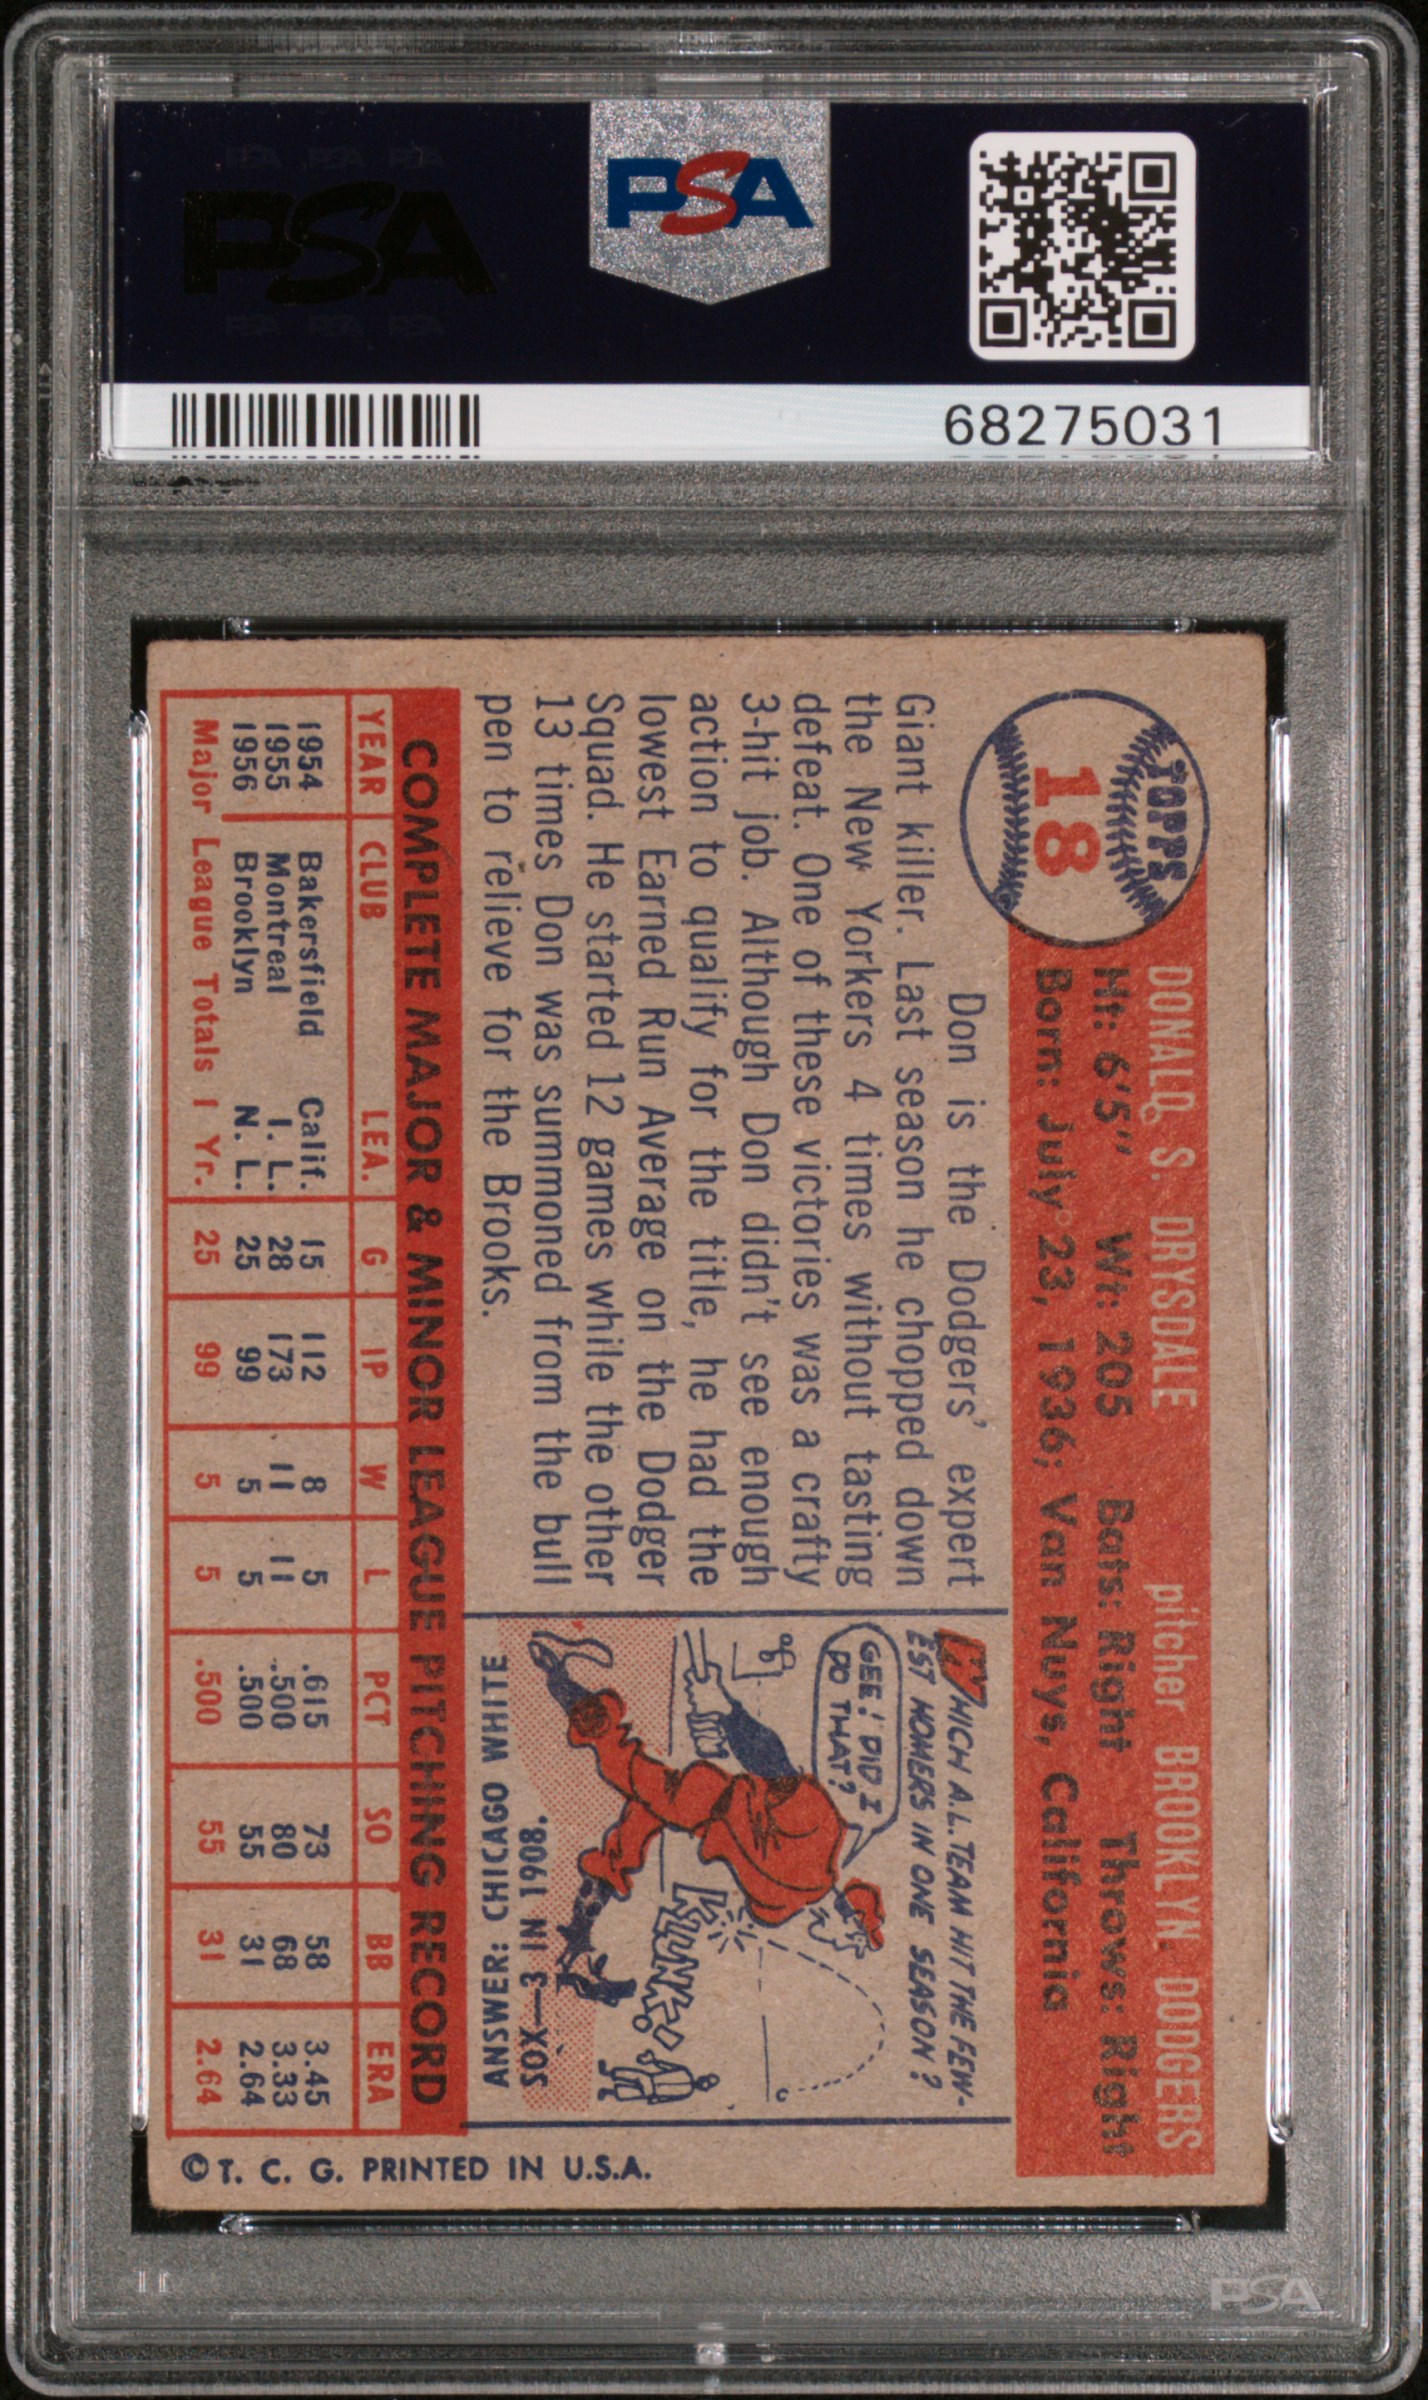 PSA
PSA PSA PSA
PSA
PSA PSA PSA
68275031
TOPPS
18
DONALD S. DRYSDALE pitcher BROOKLYN DODGERS
Ht: 6'5" Wt: 205 Bats: Right Throws: Right
Born: July 23, 1936; Van Nuys, California
Don is the Dodgers' expert
Giant killer. Last season he chopped down
the New Yorkers 4 times without tasting
defeat. One of these victories was a crafty
3-hit job. Although Don didn't see enough
action to qualify for the title, he had the
lowest Earned Run Average on the Dodger
Squad. He started 12 games while the other
13 times Don was summoned from the bull
pen to relieve for the Brooks.
WHICH A.L. TEAM HIT THE FEW-
EST HOMERS IN ONE SEASON?
GEE! DID I
DO THAT?
KLUNK!
ANSWER: CHICAGO WHITE
SOX—3 IN 1908.
COMPLETE MAJOR & MINOR LEAGUE PITCHING RECORD
YEAR CLUB LEA. G IP W L PCT SO BB ERA
1954 Bakersfield Calif. 15 112 8 5 .615 73 58 3.45
1955 Montreal I. L. 28 173 11 11 .500 80 68 3.33
1956 Brooklyn N. L. 25 99 5 5 .500 55 31 2.64
Major League Totals 1 Yr. 25 99 5 5 .500 55 31 2.64
© T. C. G. PRINTED IN U.S.A.
PSA